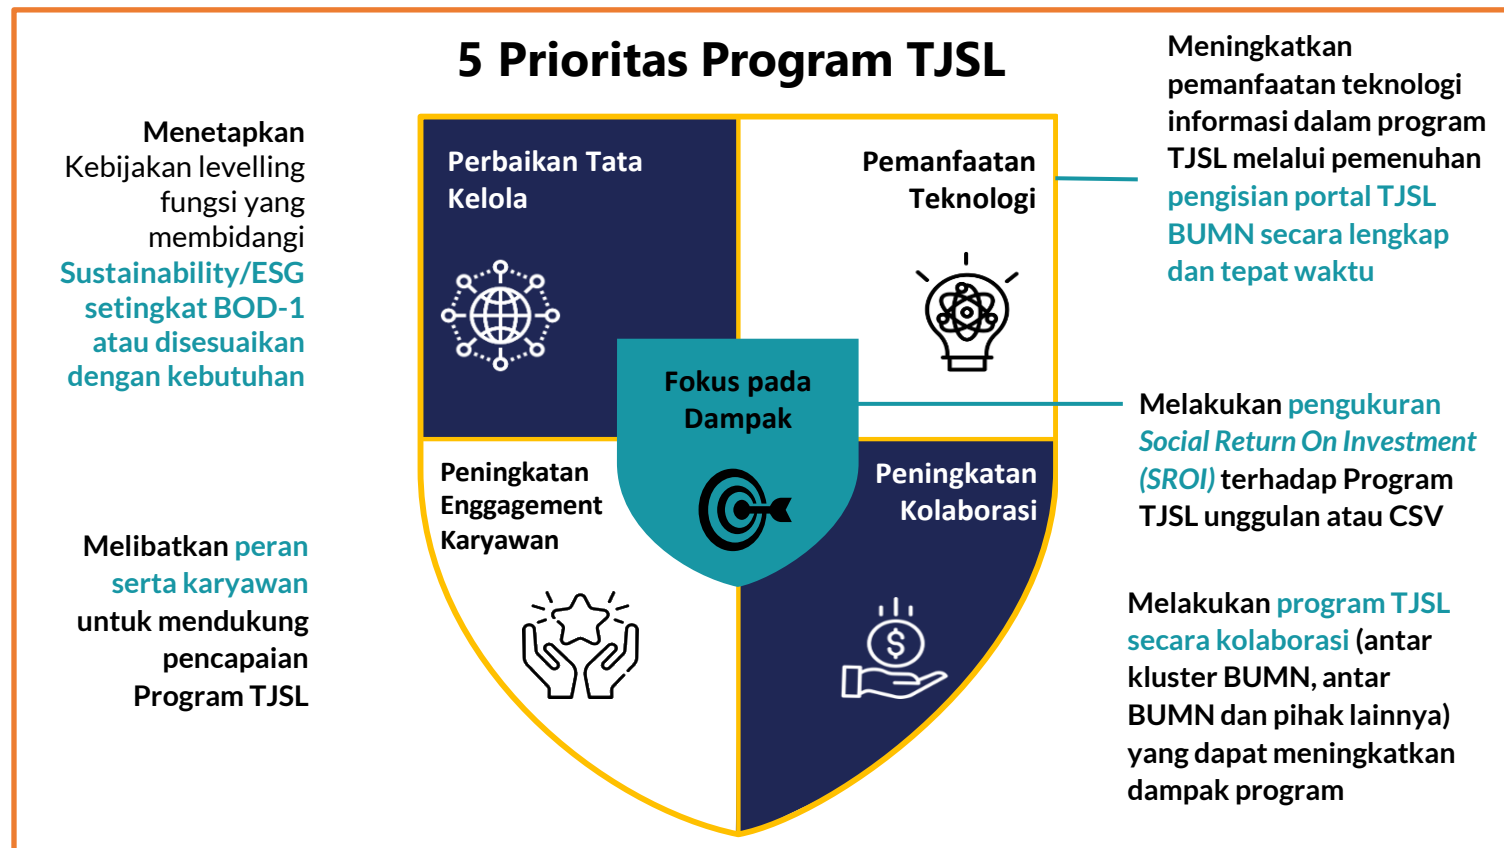 5 Prioritas Program TJSL
Menetapkan
Kebijakan levelling
fungsi yang
membidangi
Sustainability/ESG
setingkat BOD-1
atau disesuaikan
dengan kebutuhan
Perbaikan Tata
Kelola
Pemanfaatan
Teknologi
Meningkatkan
pemanfaatan teknologi
informasi dalam program
TJSL melalui pemenuhan
pengisian portal TJSL
BUMN secara lengkap
dan tepat waktu
Fokus pada
Dampak
Melakukan pengukuran
Social Return On Investment
(SROI) terhadap Program
TJSL unggulan atau CSV
Peningkatan
Enggagement
Karyawan
Peningkatan
Kolaborasi
Melibatkan peran
serta karyawan
untuk mendukung
pencapaian
Program TJSL
$
Melakukan program TJSL
secara kolaborasi (antar
kluster BUMN, antar
BUMN dan pihak lainnya)
yang dapat meningkatkan
dampak program